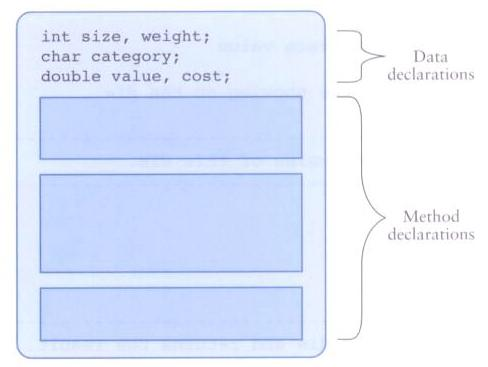 int size, weight;
char category;
double value, cost;
Data
declarations
Method
declarations